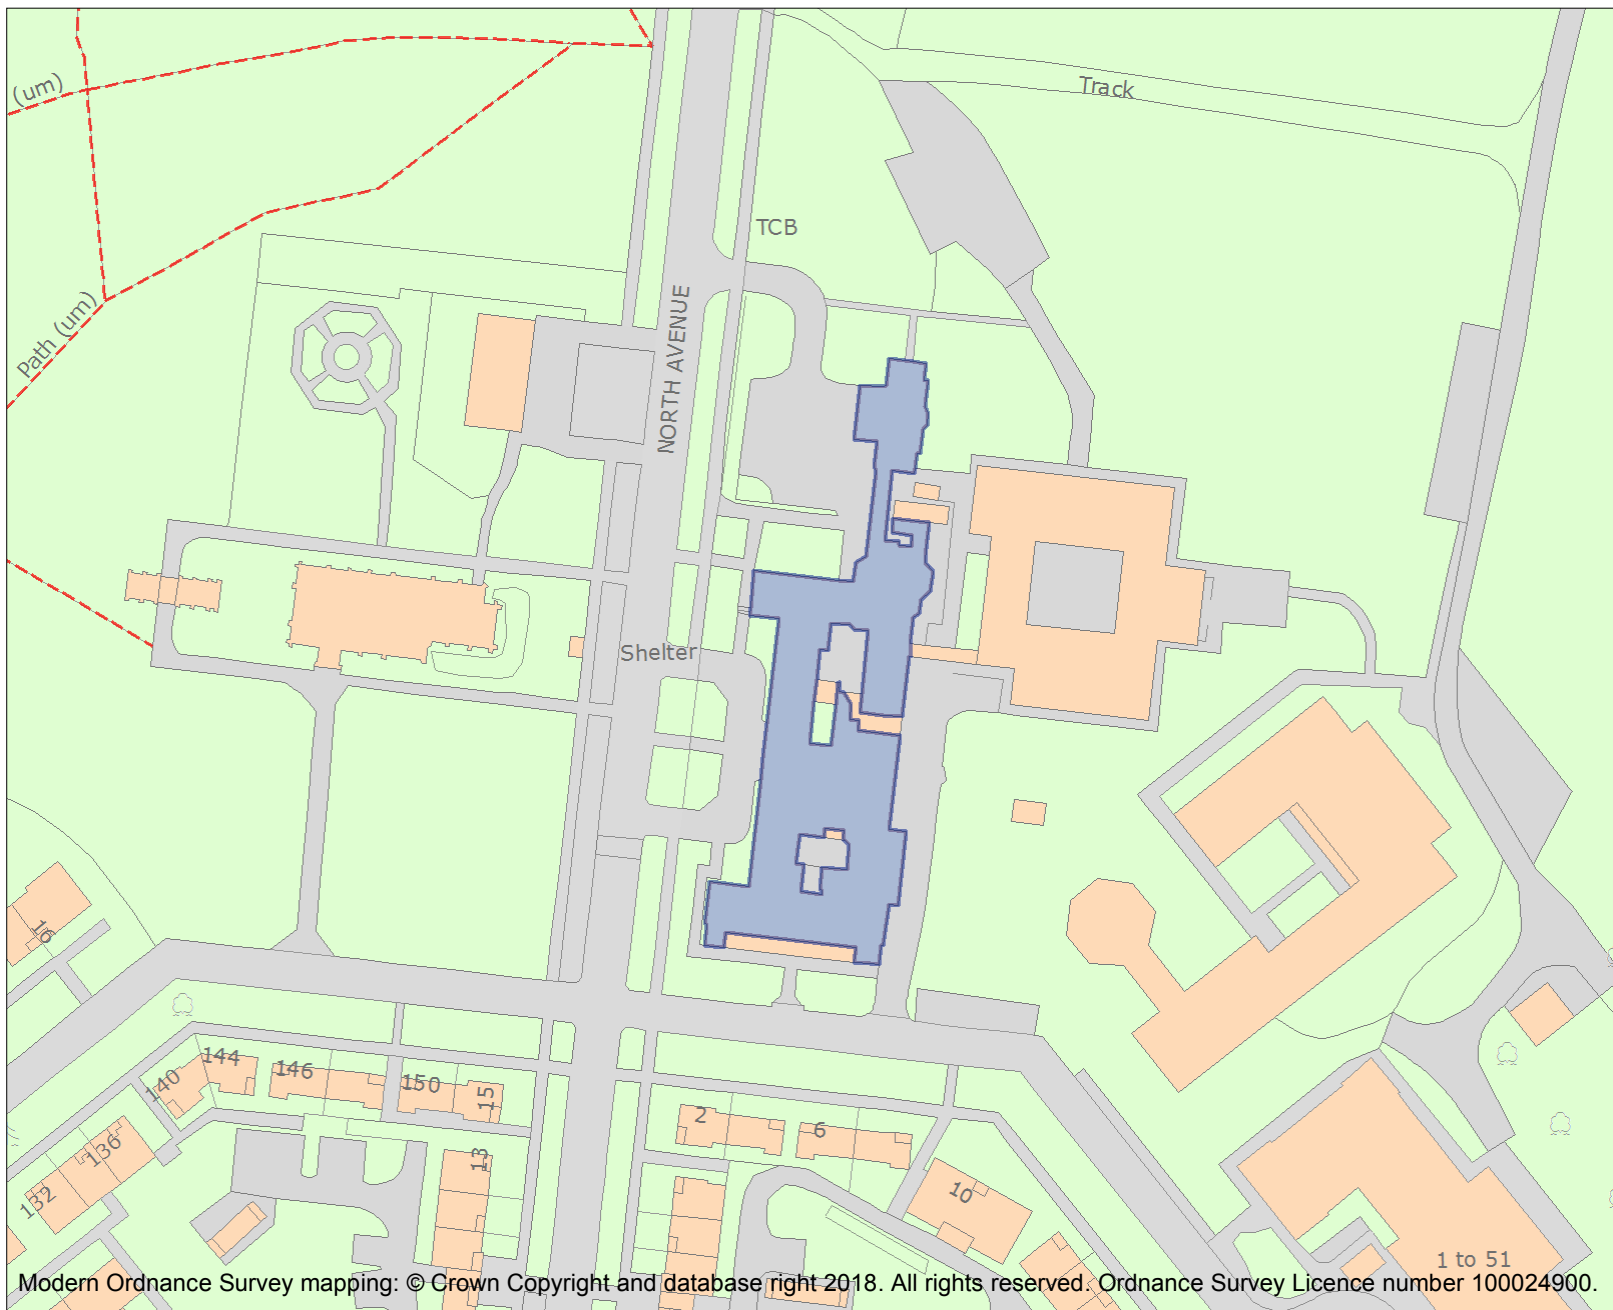 (um)
Track
TCB
Path (um)
NORTH AVENUE
Shelter
16
144
146
140
150
15
2
6
136
13
132
10
1 to 51
Modern Ordnance Survey mapping: © Crown Copyright and database right 2018. All rights reserved. Ordnance Survey Licence number 100024900.